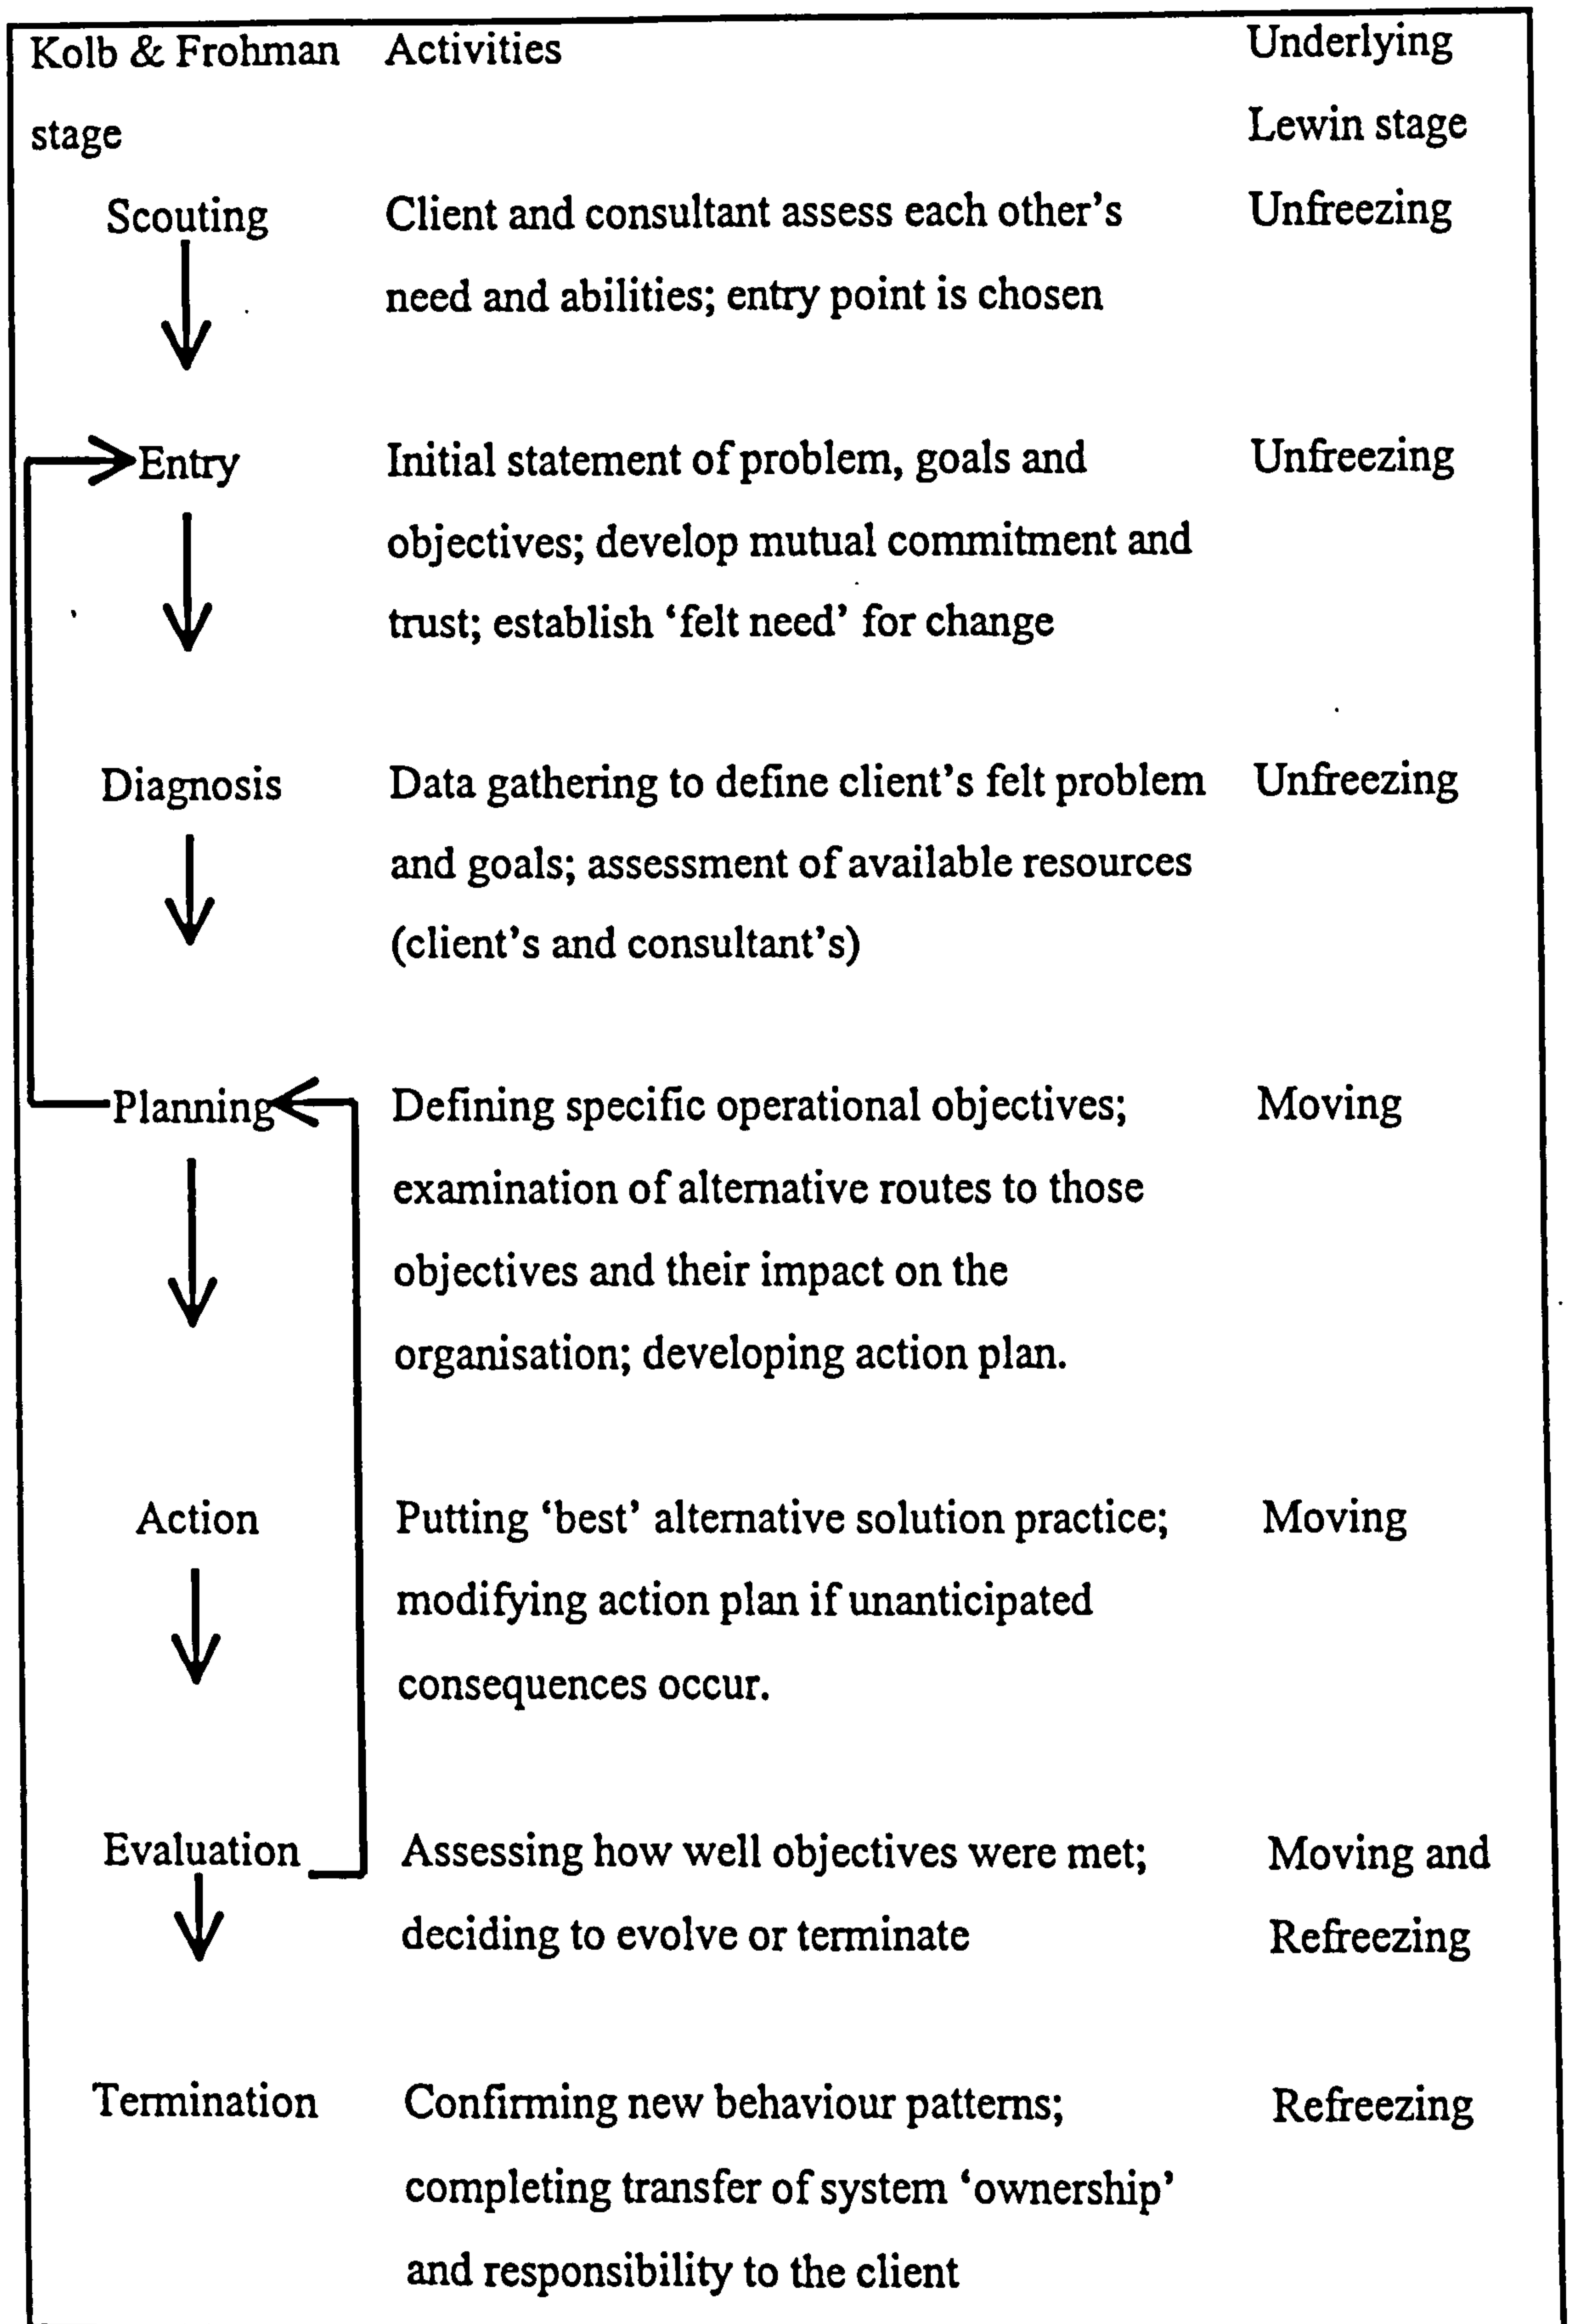 Kolb & Frohman Activities Underlying
stage Lewin stage
Scouting Client and consultant assess each other's Unfreezing
need and abilities; entry point is chosen
Entry Initial statement of problem, goals and Unfreezing
objectives; develop mutual commitment and
trust; establish 'felt need' for change
Diagnosis Data gathering to define client's felt problem Unfreezing
and goals; assessment of available resources
(client's and consultant's)
Planning Defining specific operational objectives; Moving
examination of alternative routes to those
objectives and their impact on the
organisation; developing action plan.
Action Putting 'best' alternative solution practice; Moving
modifying action plan if unanticipated
consequences occur.
Evaluation Assessing how well objectives were met; Moving and
deciding to evolve or terminate Refreezing
Termination Confirming new behaviour patterns; Refreezing
completing transfer of system 'ownership'
and responsibility to the client